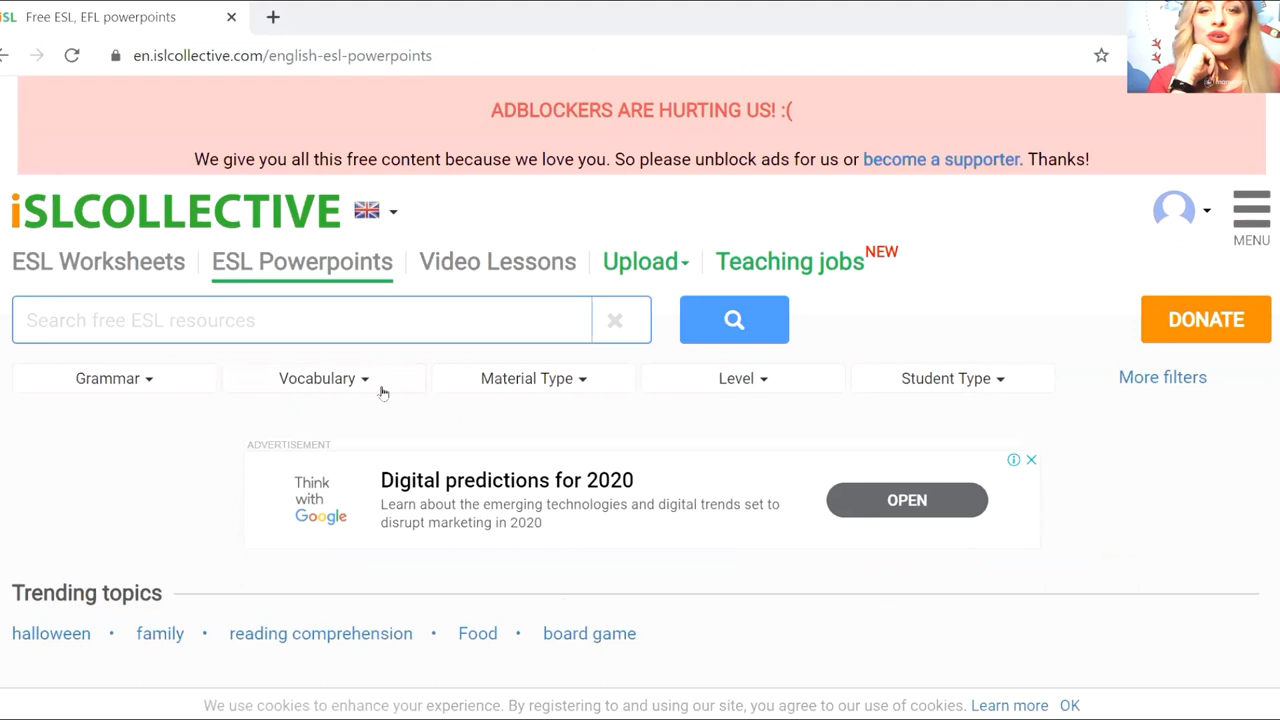 iSL Free ESL, EFL powerpoints
en.islcollective.com/english-esl-powerpoints
ADBLOCKERS ARE HURTING US! :(
We give you all this free content because we love you. So please unblock ads for us or become a supporter. Thanks!
iSLCOLLECTIVE
MENU
ESL Worksheets ESL Powerpoints Video Lessons Upload Teaching jobs NEW
Search free ESL resources
DONATE
Grammar Vocabulary Material Type Level Student Type More filters
ADVERTISEMENT
Think
with
Google
Digital predictions for 2020
Learn about the emerging technologies and digital trends set to
disrupt marketing in 2020
OPEN
Trending topics
halloween • family • reading comprehension • Food • board game
We use cookies to enhance your experience. By registering to and using our site, you agree to our use of cookies. Learn more OK